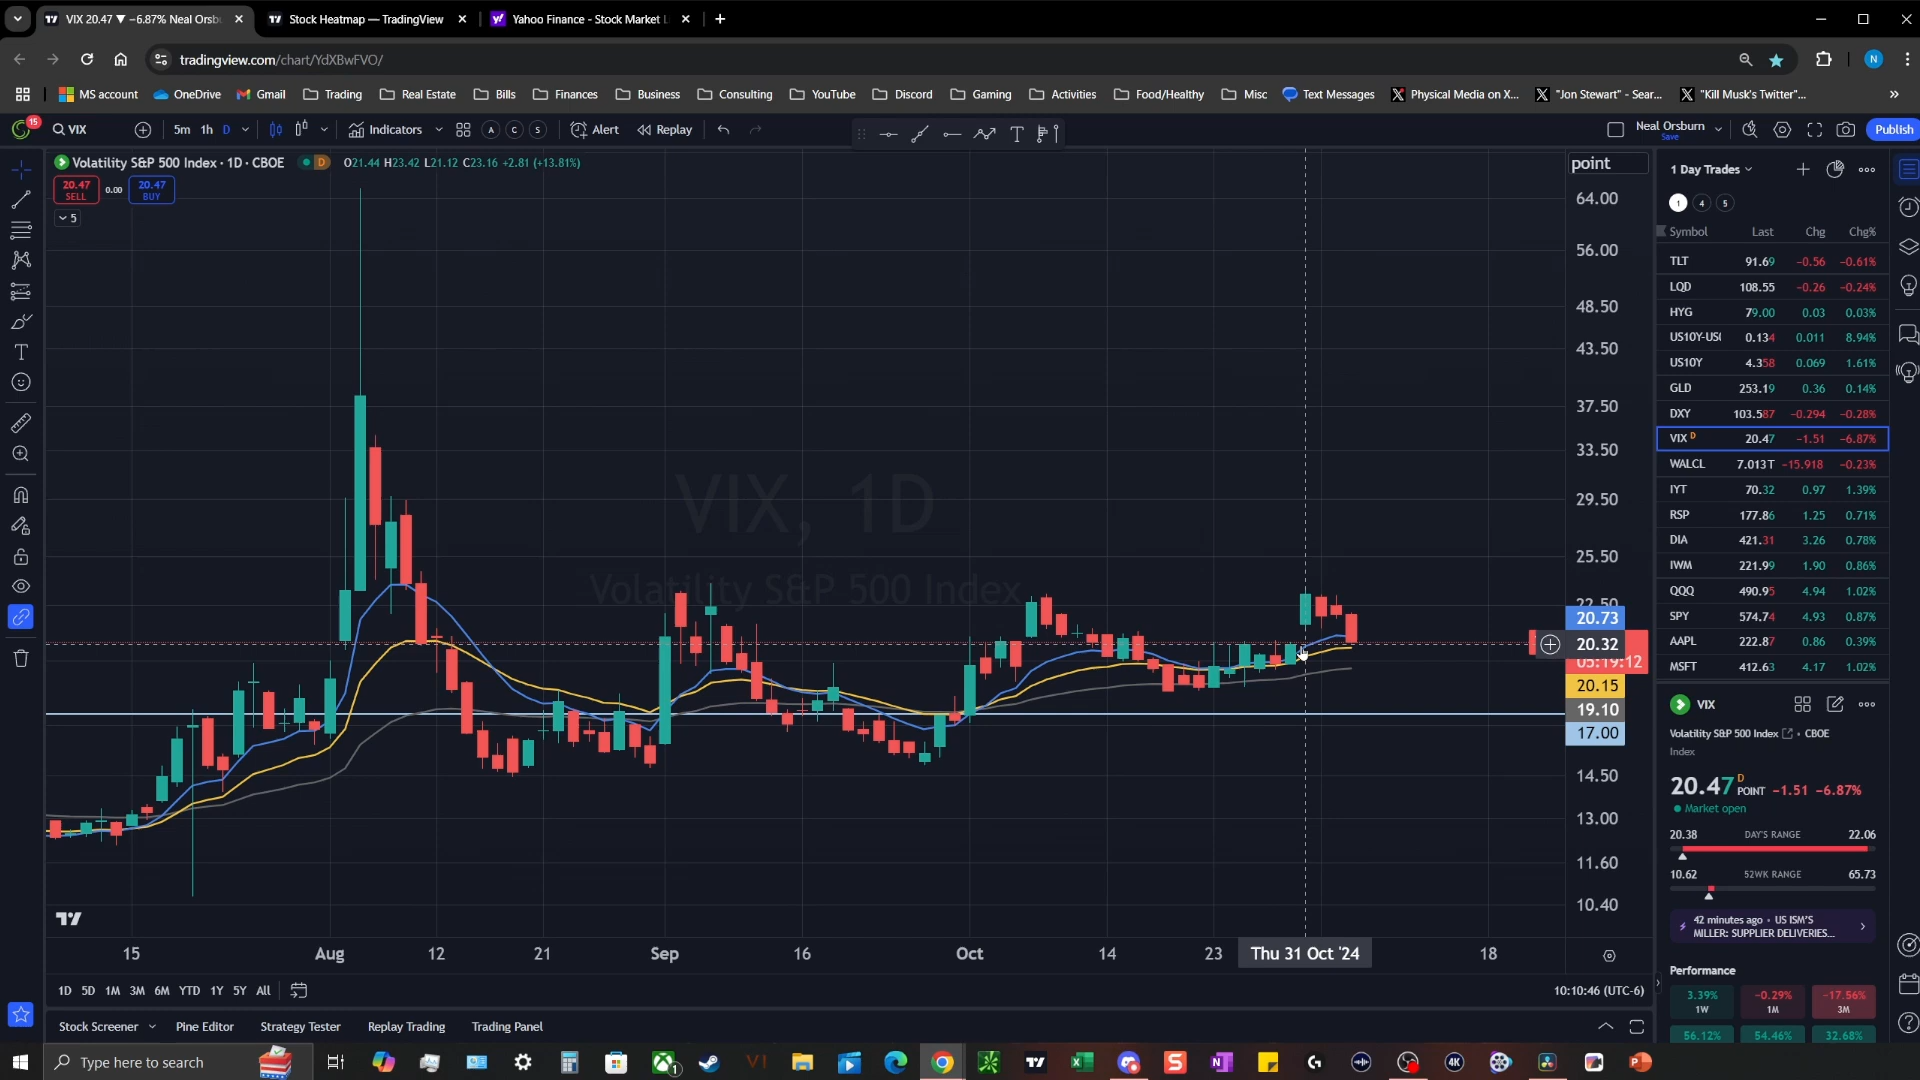 VIX 20.47 ▼ −6.87% Neal Orsbu
Stock Heatmap — TradingView
Yahoo Finance - Stock Market L
tradingview.com/chart/YdXBwFVO/
MS account OneDrive Gmail Trading Real Estate Bills Finances Business Consulting YouTube Discord Gaming Activities Food/Healthy Misc Text Messages Physical Media on X... "Jon Stewart" - Sear... "Kill Musk's Twitter"... »
15 VIX 5m 1h D Indicators A C S Alert Replay Neal Orsburn Save Publish
Volatility S&P 500 Index · 1D · CBOE D O21.44 H23.42 L21.12 C23.16 +2.81 (+13.81%)
20.47 SELL 0.00 20.47 BUY
5
point
64.00
56.00
48.50
43.50
37.50
33.50
29.50
25.50
22.50
20.73
20.32
05:19:12
20.15
19.10
17.00
14.50
13.00
11.60
10.40
VIX, 1D
Volatility S&P 500 Index
15 Aug 12 21 Sep 16 Oct 14 23 Thu 31 Oct '24 18
1D 5D 1M 3M 6M YTD 1Y 5Y All
10:10:46 (UTC-6)
Stock Screener Pine Editor Strategy Tester Replay Trading Trading Panel
1 Day Trades
1 4 5
Symbol Last Chg Chg%
TLT 91.69 −0.56 −0.61%
LQD 108.55 −0.26 −0.24%
HYG 79.00 0.03 0.03%
US10Y-US( 0.134 0.011 8.94%
US10Y 4.358 0.069 1.61%
GLD 253.19 0.36 0.14%
DXY 103.587 −0.294 −0.28%
VIX D 20.47 −1.51 −6.87%
WALCL 7.013T −15.918 −0.23%
IYT 70.32 0.97 1.39%
RSP 177.86 1.25 0.71%
DIA 421.31 3.26 0.78%
IWM 221.99 1.90 0.86%
QQQ 490.95 4.94 1.02%
SPY 574.74 4.93 0.87%
AAPL 222.87 0.86 0.39%
MSFT 412.63 4.17 1.02%
VIX
Volatility S&P 500 Index • CBOE
Index
20.47 D POINT −1.51 −6.87%
Market open
20.38 DAY'S RANGE 22.06
10.62 52WK RANGE 65.73
42 minutes ago • US ISM'S
MILLER: SUPPLIER DELIVERIES...
Performance
3.39% −0.29% −17.56%
1W 1M 3M
56.12% 54.46% 32.68%
Type here to search